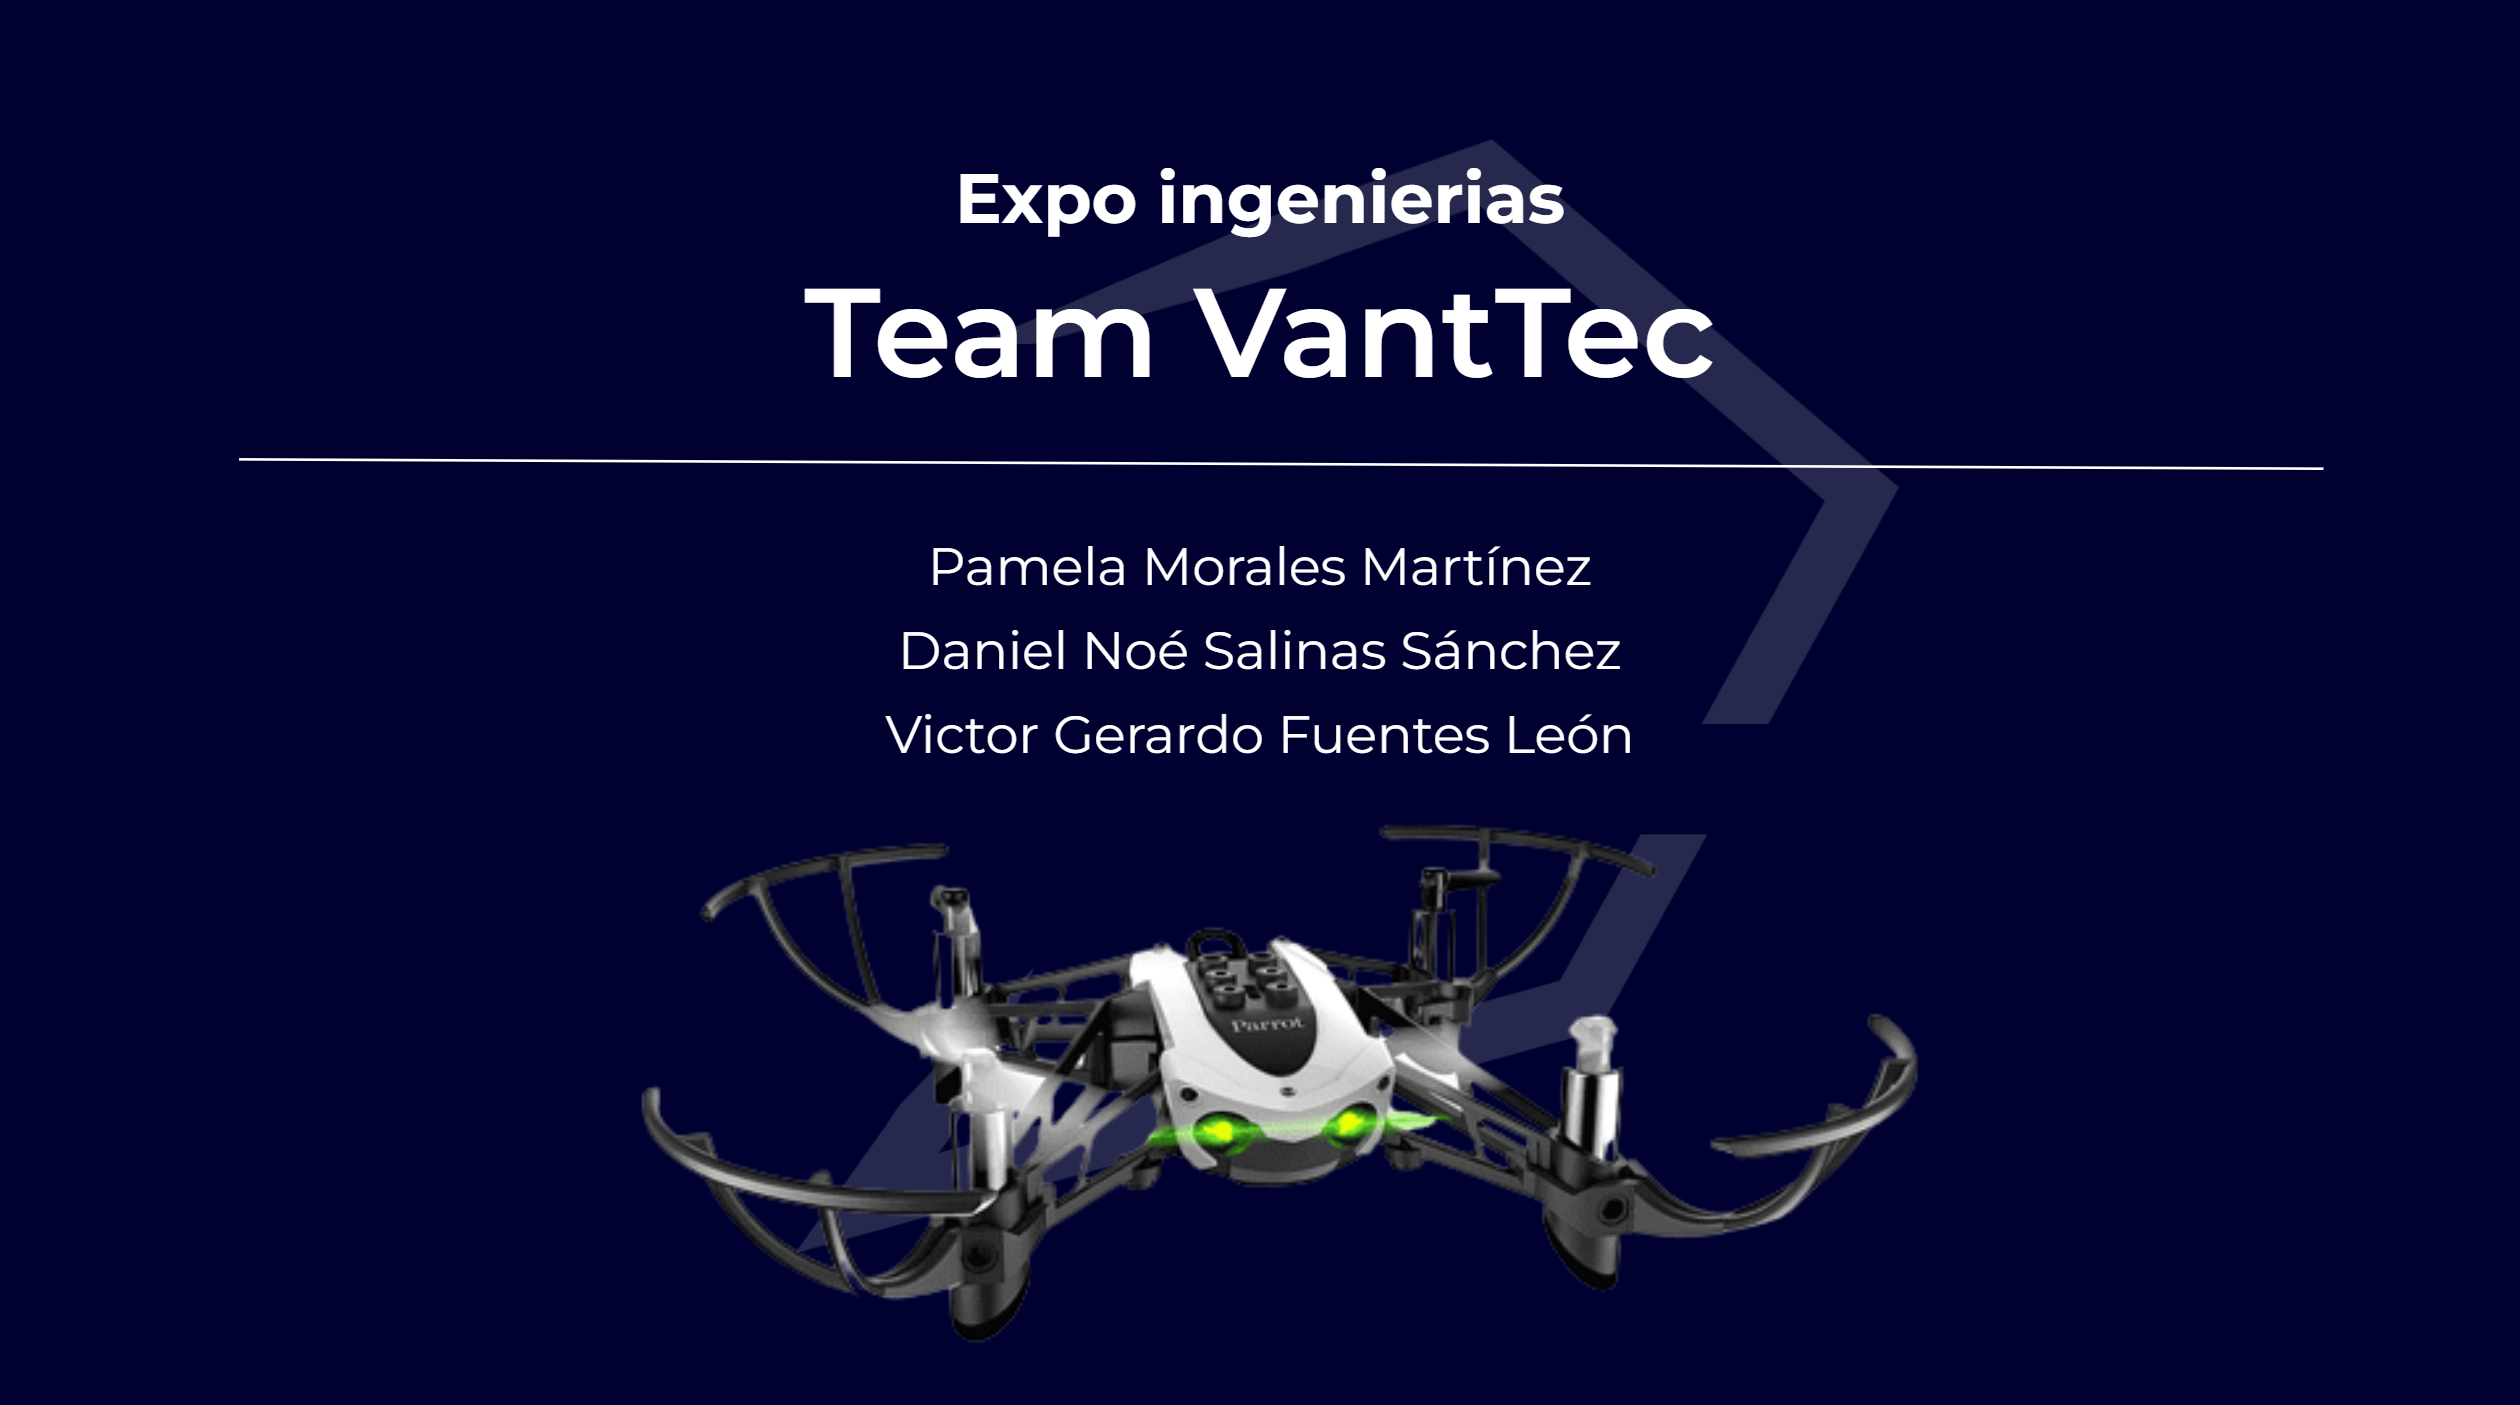 Expo ingenierias
Team VantTec
Pamela Morales Martínez
Daniel Noé Salinas Sánchez
Victor Gerardo Fuentes León
Parrot